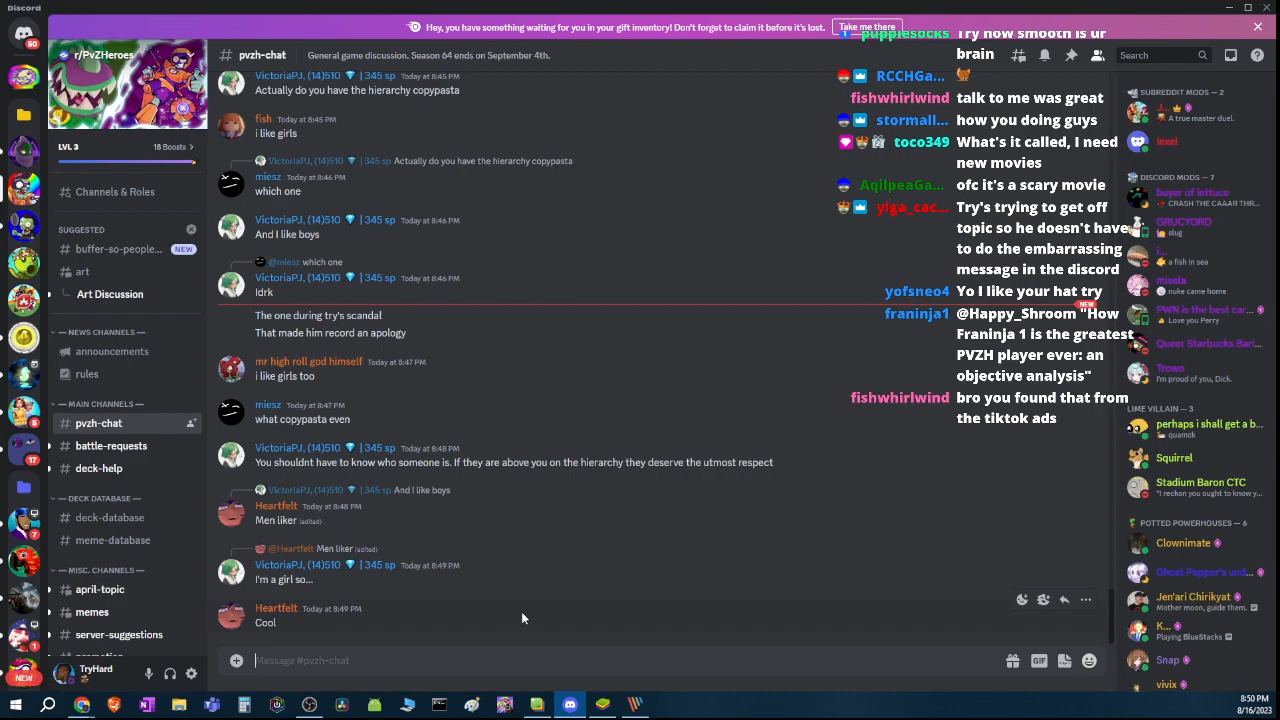 Discord
Hey, you have something waiting for you in your gift inventory! Don't forget to claim it before it's lost.
Take me there
50
r/PvZHeroes
LVL 3
18 Boosts
Channels & Roles
SUGGESTED
buffer-so-people...
NEW
art
Art Discussion
NEWS CHANNELS
announcements
rules
MAIN CHANNELS
pvzh-chat
battle-requests
deck-help
DECK DATABASE
deck-database
meme-database
MISC. CHANNELS
april-topic
memes
server-suggestions
TryHard
5
17
7
1
NEW
pvzh-chat
General game discussion. Season 64 ends on September 4th.
Search
VictoriaPJ, (14)510 💎 | 345 sp Today at 8:45 PM
Actually do you have the hierarchy copypasta
fish Today at 8:45 PM
i like girls
VictoriaPJ, (14)510 💎 | 345 sp Actually do you have the hierarchy copypasta
miesz Today at 8:46 PM
which one
VictoriaPJ, (14)510 💎 | 345 sp Today at 8:46 PM
And I like boys
@miesz which one
VictoriaPJ, (14)510 💎 | 345 sp Today at 8:46 PM
Idrk
NEW
The one during try's scandal
That made him record an apology
mr high roll god himself Today at 8:47 PM
i like girls too
miesz Today at 8:47 PM
what copypasta even
VictoriaPJ, (14)510 💎 | 345 sp Today at 8:48 PM
You shouldnt have to know who someone is. If they are above you on the hierarchy they deserve the utmost respect
VictoriaPJ, (14)510 💎 | 345 sp And I like boys
Heartfelt Today at 8:48 PM
Men liker (edited)
@Heartfelt Men liker (edited)
VictoriaPJ, (14)510 💎 | 345 sp Today at 8:49 PM
I'm a girl so...
Heartfelt Today at 8:49 PM
Cool
Message #pvzh-chat
GIF
puppiesocks Try how smooth is ur
brain
RCCHGa...
fishwhirlwind talk to me was great
stormall... how you doing guys
toco349 What's it called, I need
new movies
AqilpeaGa... ofc it's a scary movie
yiga_cac... Try's trying to get off
topic so he doesn't have
to do the embarrassing
message in the discord
yofsneo4 Yo I like your hat try
franinja1 @Happy_Shroom "How
Franinja 1 is the greatest
PVZH player ever: an
objective analysis"
fishwhirlwind bro you found that from
the tiktok ads
SUBREDDIT MODS – 2
J...
A true master duel.
lexel
DISCORD MODS – 7
buyer of lettuce
CRASH THE CAAAR THR...
GRUCYORD
slug
i...
a fish in sea
misela
nuke came home
PWN is the best car...
Love you Perry
Queer Starbucks Bari...
Trowo
I'm proud of you, Dick.
LIME VILLAIN – 3
perhaps i shall get a b...
quamck
Squirrel
Stadium Baron CTC
"I reckon you ought to know y...
POTTED POWERHOUSES – 6
Clownimate
Ghost Pepper's und...
Jen'ari Chirikyat
Mother moon, guide them.
K...
Playing BlueStacks
Snap
vivix
8:50 PM
8/16/2023